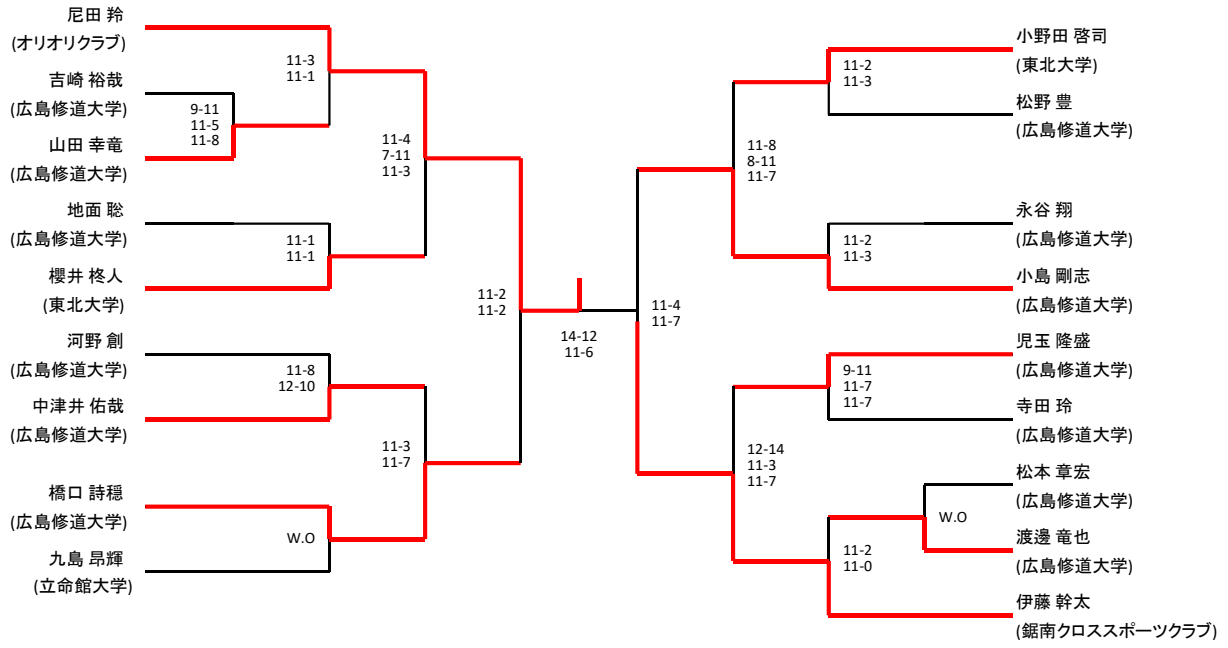 尼田 羚
(オリオリクラブ)
吉崎 裕哉
(広島修道大学)
山田 幸竜
(広島修道大学)
地面 聡
(広島修道大学)
櫻井 柊人
(東北大学)
河野 創
(広島修道大学)
中津井 佑哉
(広島修道大学)
橋口 詩穏
(広島修道大学)
九島 昂輝
(立命館大学)
9-11
11-5
11-8
11-3
11-1
11-1
11-1
11-8
12-10
W.O
11-4
7-11
11-3
11-3
11-7
11-2
11-2
14-12
11-6
11-4
11-7
11-8
8-11
11-7
12-14
11-3
11-7
11-2
11-3
11-2
11-3
9-11
11-7
11-7
11-2
11-0
W.O
小野田 啓司
(東北大学)
松野 豊
(広島修道大学)
永谷 翔
(広島修道大学)
小島 剛志
(広島修道大学)
児玉 隆盛
(広島修道大学)
寺田 玲
(広島修道大学)
松本 章宏
(広島修道大学)
渡邊 竜也
(広島修道大学)
伊藤 幹太
(鋸南クロススポーツクラブ)